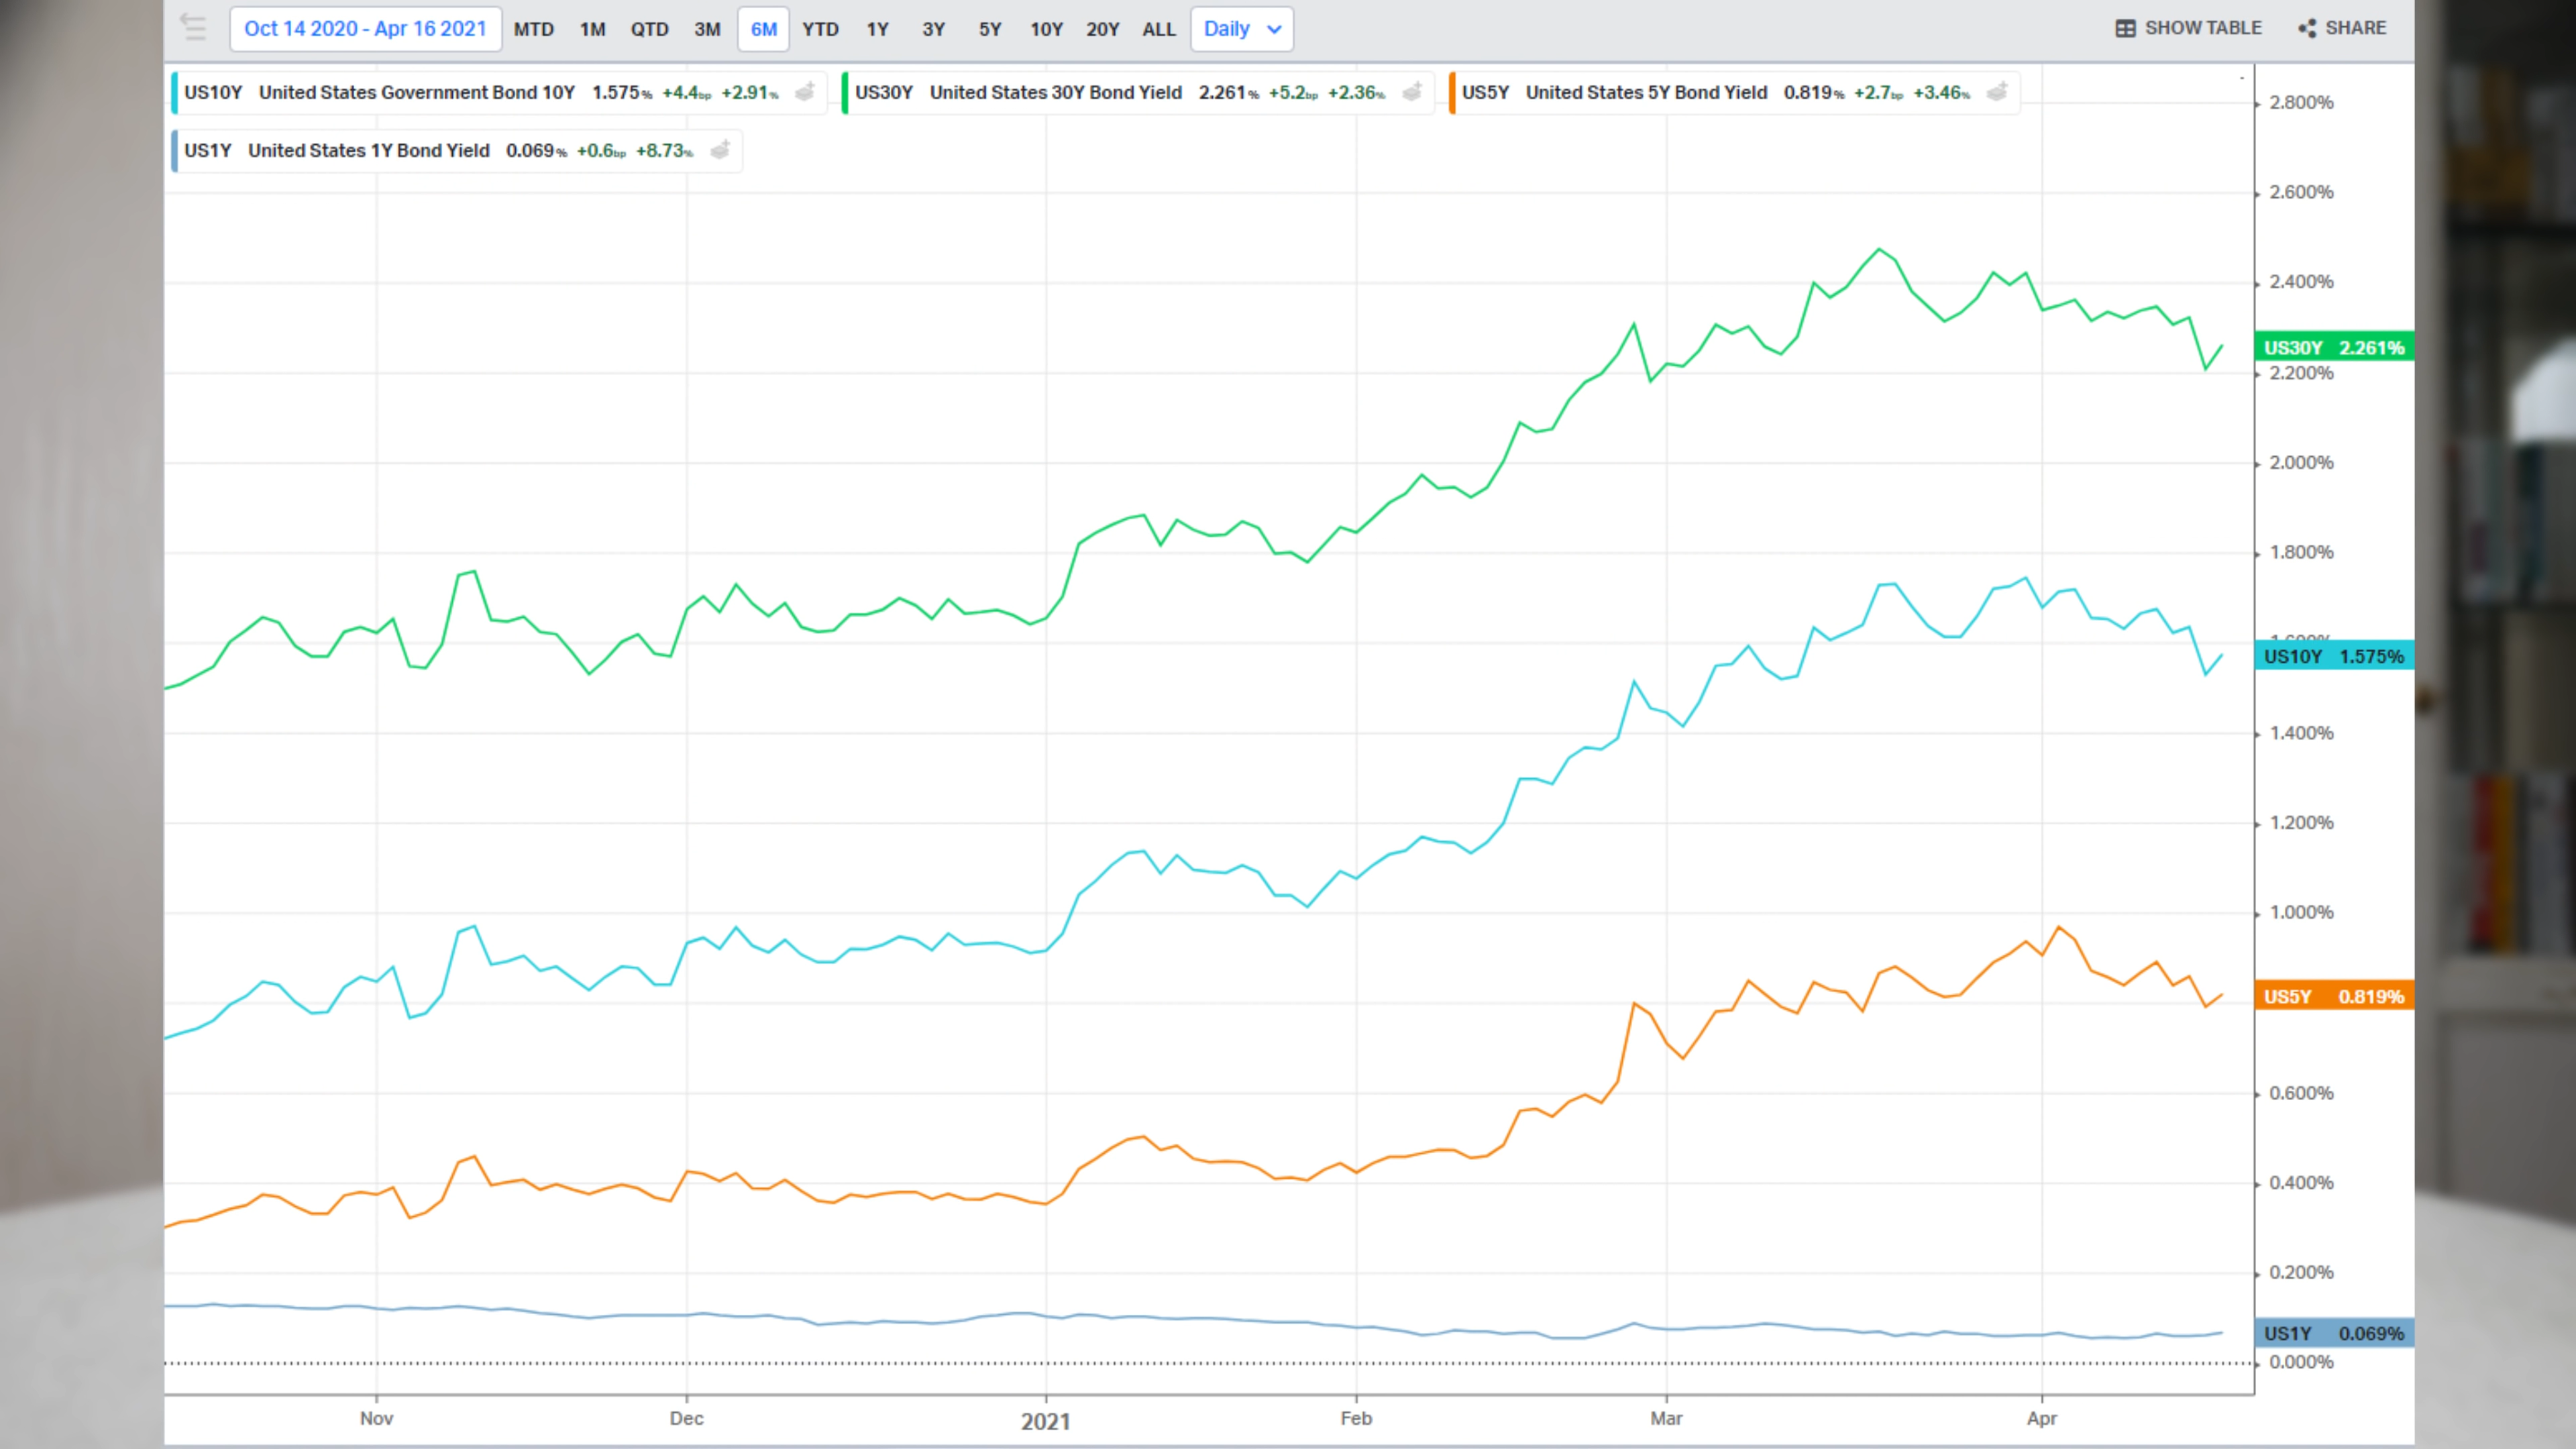 Oct 14 2020 - Apr 16 2021 MTD 1M QTD 3M 6M YTD 1Y 3Y 5Y 10Y 20Y ALL Daily SHOW TABLE SHARE
US10Y United States Government Bond 10Y 1.575% +4.4bp +2.91% US30Y United States 30Y Bond Yield 2.261% +5.2bp +2.36% US5Y United States 5Y Bond Yield 0.819% +2.7bp +3.46%
US1Y United States 1Y Bond Yield 0.069% +0.6bp +8.73%
2.800%
2.600%
2.400%
US30Y 2.261%
2.200%
2.000%
1.800%
1.600%
US10Y 1.575%
1.400%
1.200%
1.000%
US5Y 0.819%
0.600%
0.400%
0.200%
US1Y 0.069%
0.000%
Nov Dec 2021 Feb Mar Apr